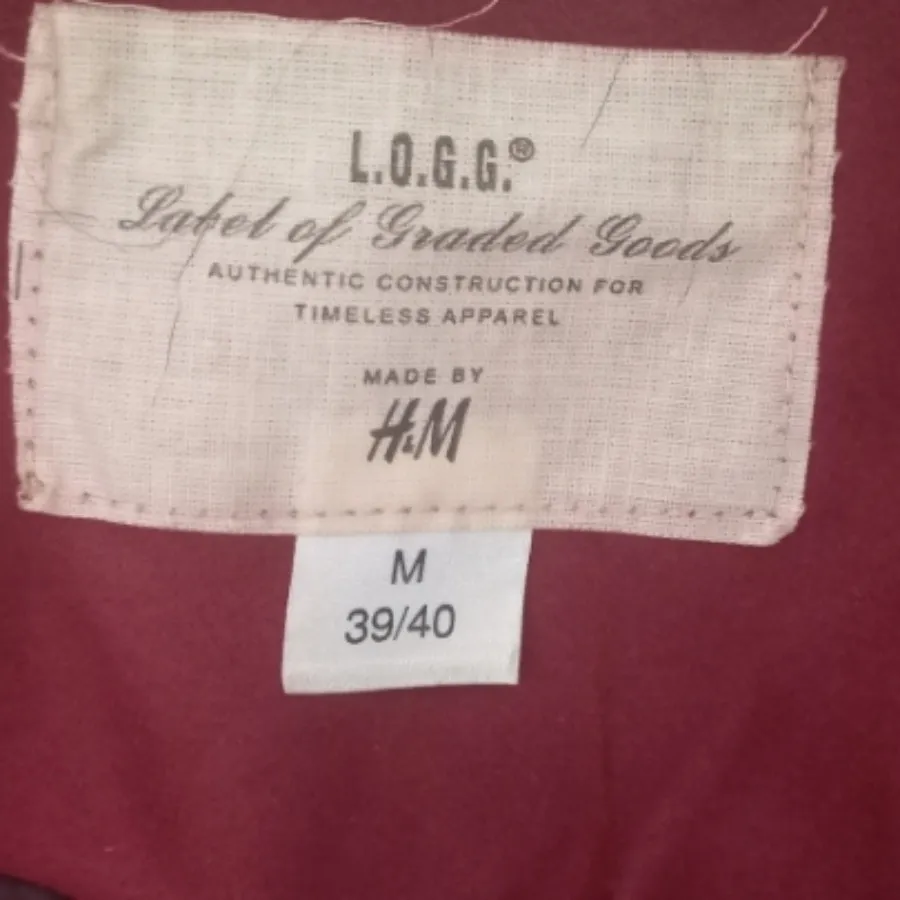 L.O.G.G.®
Label of Graded Goods
AUTHENTIC CONSTRUCTION FOR
TIMELESS APPAREL
MADE BY
H&M
M
39/40